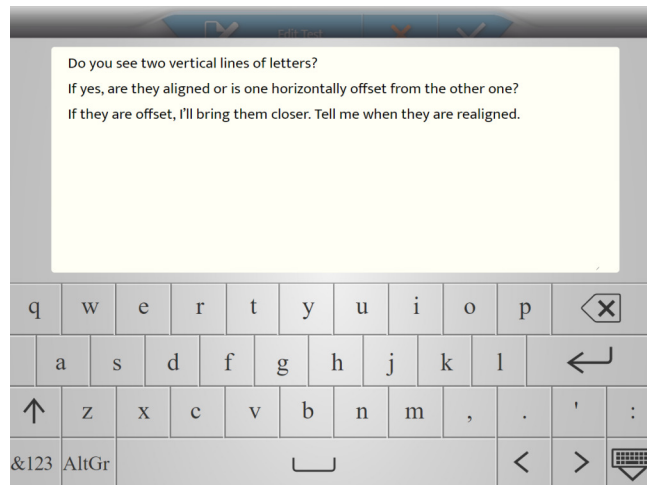 Edit Text
Do you see two vertical lines of letters?
If yes, are they aligned or is one horizontally offset from the other one?
If they are offset, I'll bring them closer. Tell me when they are realigned.
q w e r t y u i o p
a s d f g h j k l
z x c v b n m , . ' :
&123 AltGr < >